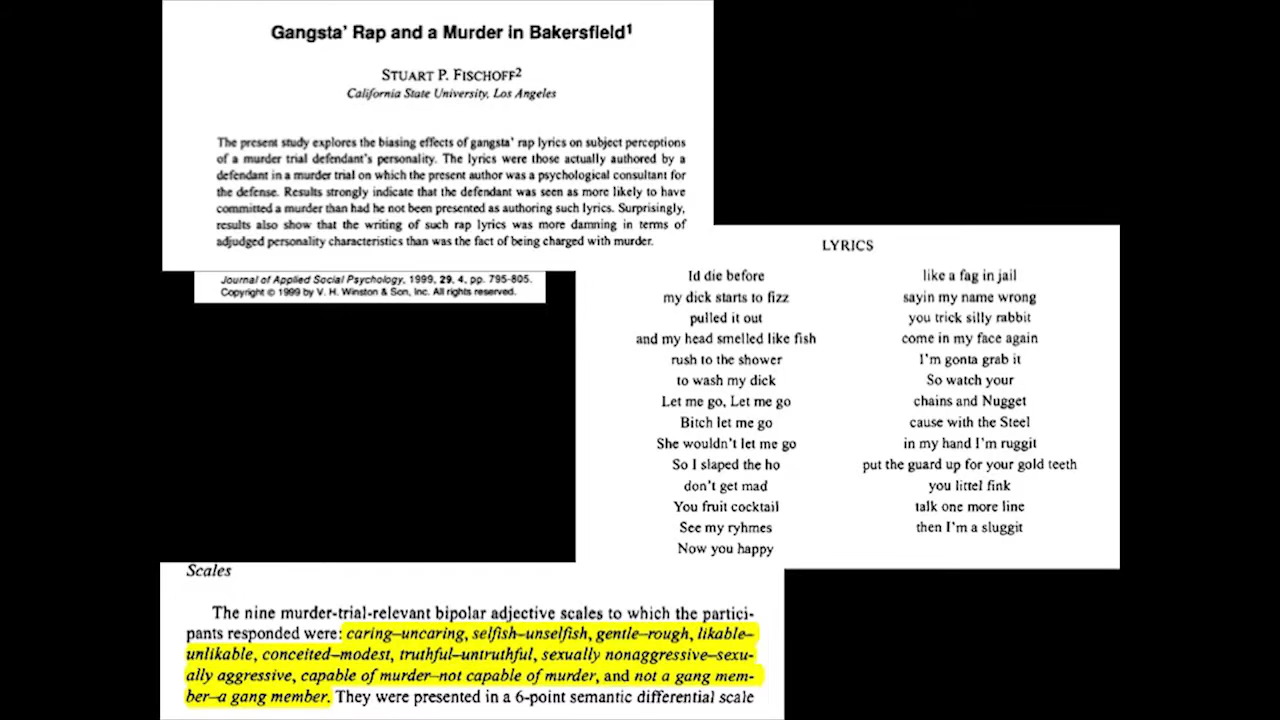 Gangsta' Rap and a Murder in Bakersfield¹
STUART P. FISCHOFF²
California State University, Los Angeles
The present study explores the biasing effects of gangsta' rap lyrics on subject perceptions
of a murder trial defendant's personality. The lyrics were those actually authored by a
defendant in a murder trial on which the present author was a psychological consultant for
the defense. Results strongly indicate that the defendant was seen as more likely to have
committed a murder than had he not been presented as authoring such lyrics. Surprisingly,
results also show that the writing of such rap lyrics was more damning in terms of
adjudged personality characteristics than was the fact of being charged with murder.
Journal of Applied Social Psychology, 1999, 29, 4, pp. 795-805.
Copyright © 1999 by V. H. Winston & Son, Inc. All rights reserved.
LYRICS
Id die before
my dick starts to fizz
pulled it out
and my head smelled like fish
rush to the shower
to wash my dick
Let me go, Let me go
Bitch let me go
She wouldn't let me go
So I slaped the ho
don't get mad
You fruit cocktail
See my ryhmes
Now you happy
like a fag in jail
sayin my name wrong
you trick silly rabbit
come in my face again
I'm gonta grab it
So watch your
chains and Nugget
cause with the Steel
in my hand I'm ruggit
put the guard up for your gold teeth
you littel fink
talk one more line
then I'm a sluggit
Scales
The nine murder-trial-relevant bipolar adjective scales to which the partici-
pants responded were: caring–uncaring, selfish–unselfish, gentle–rough, likable–
unlikable, conceited–modest, truthful–untruthful, sexually nonaggressive–sexu-
ally aggressive, capable of murder–not capable of murder, and not a gang mem-
ber–a gang member. They were presented in a 6-point semantic differential scale